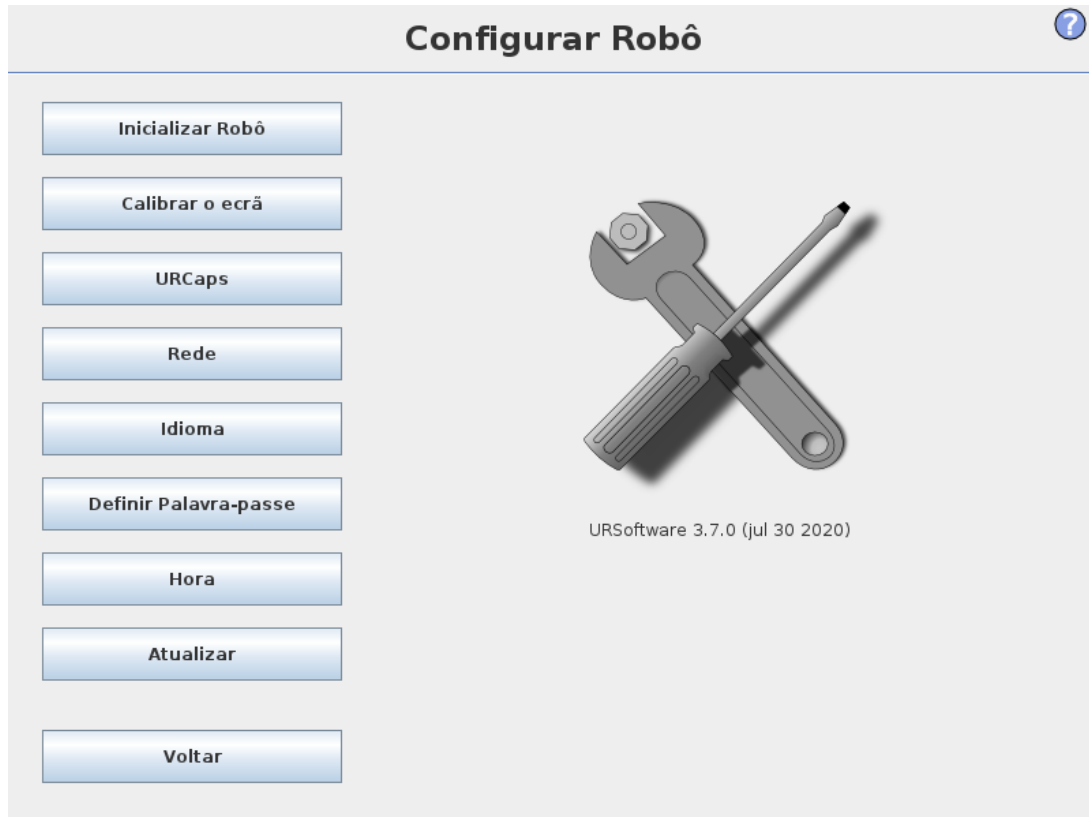 Configurar Robô
?
Inicializar Robô
Calibrar o ecrã
URCaps
Rede
Idioma
Definir Palavra-passe
Hora
Atualizar
Voltar
URSoftware 3.7.0 (jul 30 2020)